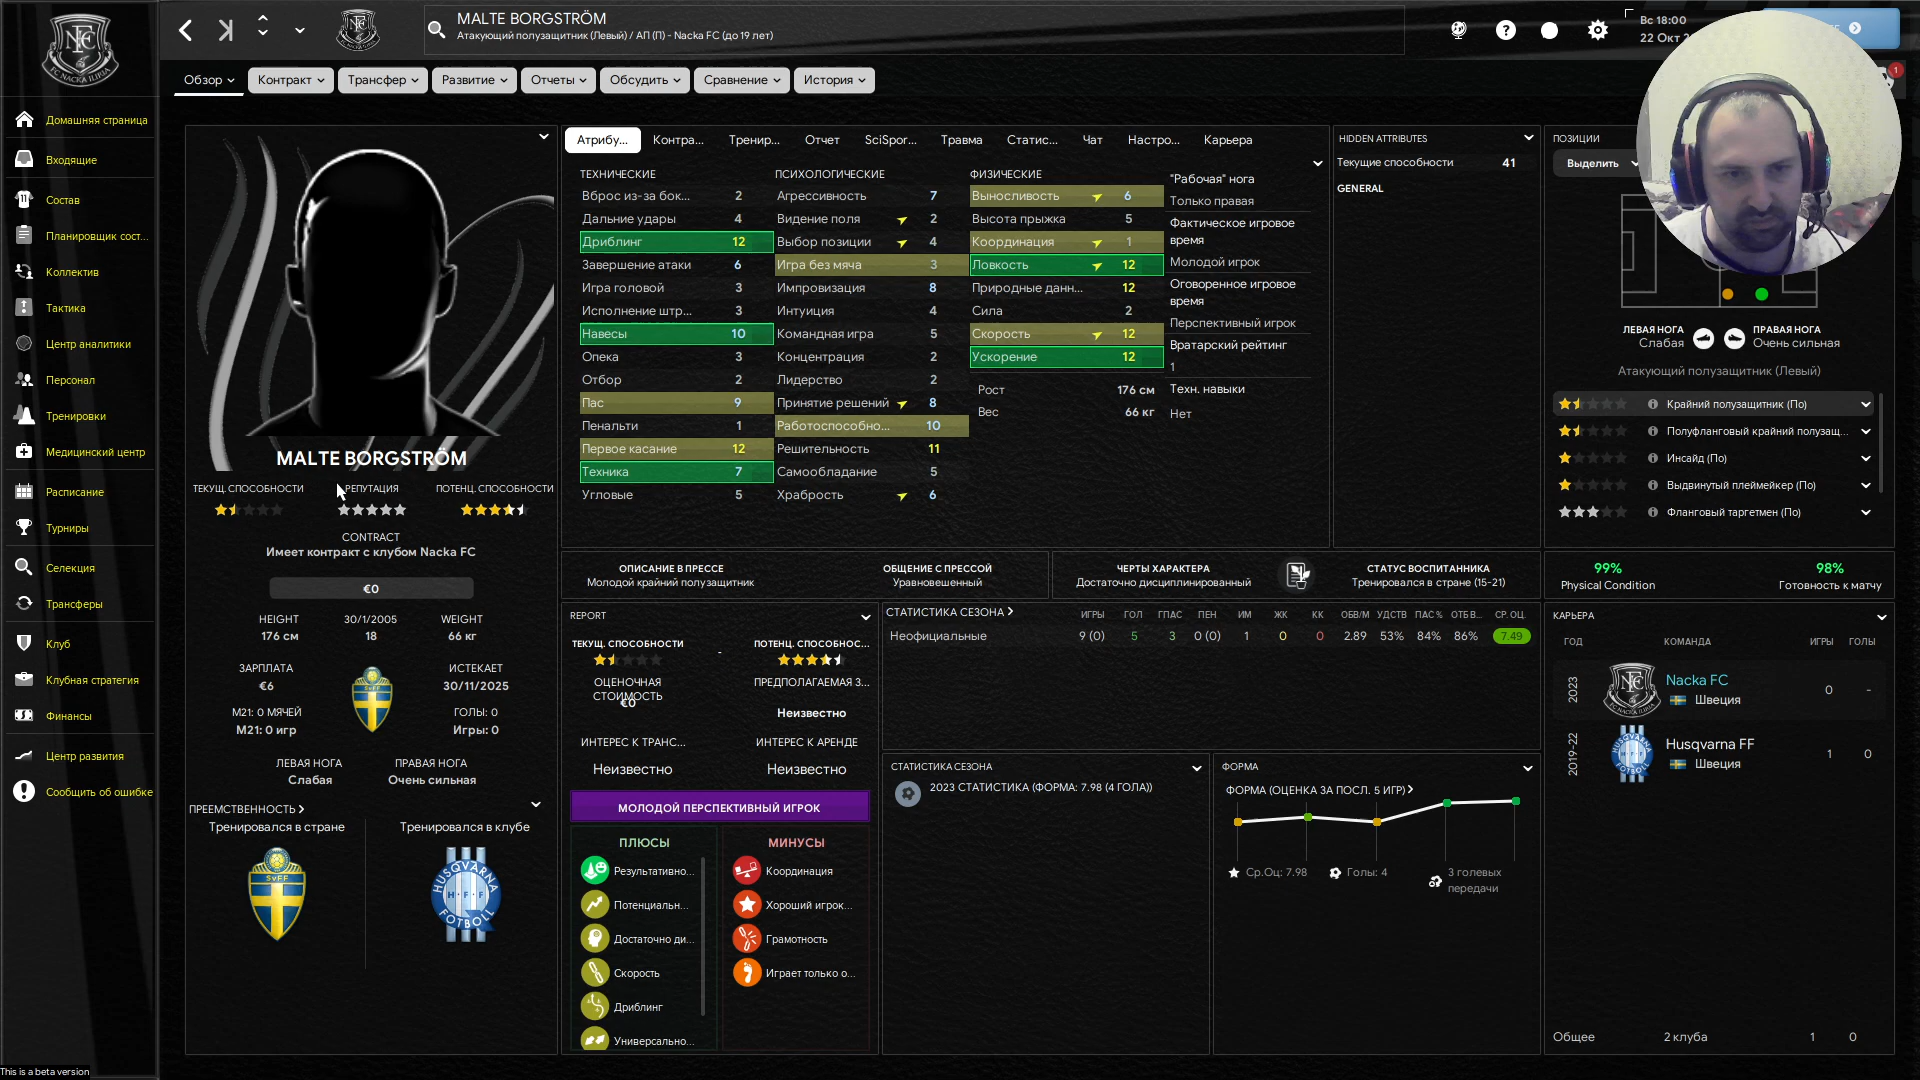 MALTE BORGSTRÖM
Атакующий полузащитник (Левый) / АП (П) - Nacka FC (до 19 лет)
Вс 18:00
22 Окт
1
Обзор
Контракт
Трансфер
Развитие
Отчеты
Обсудить
Сравнение
История
Домашняя страница
Входящие
Состав
Планировщик сост...
Коллектив
Тактика
Центр аналитики
Персонал
Тренировки
Медицинский центр
Расписание
Турниры
Селекция
Трансферы
Клуб
Клубная стратегия
Финансы
Центр развития
Сообщить об ошибке
This is a beta version
MALTE BORGSTRÖM
ТЕКУЩ. СПОСОБНОСТИ
РЕПУТАЦИЯ
ПОТЕНЦ. СПОСОБНОСТИ
CONTRACT
Имеет контракт с клубом Nacka FC
€0
HEIGHT 30/1/2005 WEIGHT
176 см 18 66 кг
ЗАРПЛАТА ИСТЕКАЕТ
€6 30/11/2025
М21: 0 МЯЧЕЙ ГОЛЫ: 0
М21: 0 игр Игры: 0
ЛЕВАЯ НОГА ПРАВАЯ НОГА
Слабая Очень сильная
ПРЕЕМСТВЕННОСТЬ
Тренировался в стране Тренировался в клубе
SvFF
HUSQVARNA
H·F·F
FOTBOLL
Атрибу... Контра... Тренир... Отчет SciSpor... Травма Статис... Чат Настро... Карьера
ТЕХНИЧЕСКИЕ
Вброс из-за бок... 2
Дальние удары 4
Дриблинг 12
Завершение атаки 6
Игра головой 3
Исполнение штр... 3
Навесы 10
Опека 3
Отбор 2
Пас 9
Пенальти 1
Первое касание 12
Техника 7
Угловые 5
ПСИХОЛОГИЧЕСКИЕ
Агрессивность 7
Видение поля 2
Выбор позиции 4
Игра без мяча 3
Импровизация 8
Интуиция 4
Командная игра 5
Концентрация 2
Лидерство 2
Принятие решений 8
Работоспособно... 10
Решительность 11
Самообладание 5
Храбрость 6
ФИЗИЧЕСКИЕ
Выносливость 6
Высота прыжка 5
Координация 1
Ловкость 12
Природные данн... 12
Сила 2
Скорость 12
Ускорение 12
Рост 176 см
Вес 66 кг
"Рабочая" нога
Только правая
Фактическое игровое
время
Молодой игрок
Оговоренное игровое
время
Перспективный игрок
Вратарский рейтинг
1
Техн. навыки
Нет
HIDDEN ATTRIBUTES
Текущие способности 41
GENERAL
ПОЗИЦИИ
Выделить
ЛЕВАЯ НОГА ПРАВАЯ НОГА
Слабая Очень сильная
Атакующий полузащитник (Левый)
Крайний полузащитник (По)
Полуфланговый крайний полузащ...
Инсайд (По)
Выдвинутый плеймейкер (По)
Фланговый таргетмен (По)
ОПИСАНИЕ В ПРЕССЕ
Молодой крайний полузащитник
ОБЩЕНИЕ С ПРЕССОЙ
Уравновешенный
ЧЕРТЫ ХАРАКТЕРА
Достаточно дисциплинированный
СТАТУС ВОСПИТАННИКА
Тренировался в стране (15-21)
99% 98%
Physical Condition Готовность к матчу
REPORT
ТЕКУЩ. СПОСОБНОСТИ - ПОТЕНЦ. СПОСОБНОС...
ОЦЕНОЧНАЯ
СТОИМОСТЬ
€0
ПРЕДПОЛАГАЕМАЯ З...
Неизвестно
ИНТЕРЕС К ТРАНС... ИНТЕРЕС К АРЕНДЕ
Неизвестно Неизвестно
МОЛОДОЙ ПЕРСПЕКТИВНЫЙ ИГРОК
ПЛЮСЫ
Результативно...
Потенциальн...
Достаточно ди...
Скорость
Дриблинг
Универсально...
МИНУСЫ
Координация
Хороший игрок...
Грамотность
Играет только о...
СТАТИСТИКА СЕЗОНА ИГРЫ ГОЛ ГПАС ПЕН ИМ ЖК КК ОБВ/М УДСТВ ПАС % ОТБ В... СР. ОЦ.
Неофициальные 9 (0) 5 3 0 (0) 1 0 0 2.89 53% 84% 86% 7.49
СТАТИСТИКА СЕЗОНА
2023 СТАТИСТИКА (ФОРМА: 7.98 (4 ГОЛА))
ФОРМА
ФОРМА (ОЦЕНКА ЗА ПОСЛ. 5 ИГР)
Ср.Оц: 7.98 Голы: 4 3 голевых
передачи
КАРЬЕРА
ГОД КОМАНДА ИГРЫ ГОЛЫ
2023 Nacka FC 0 -
Швеция
2019-22 Husqvarna FF 1 0
Швеция
Общее 2 клуба 1 0